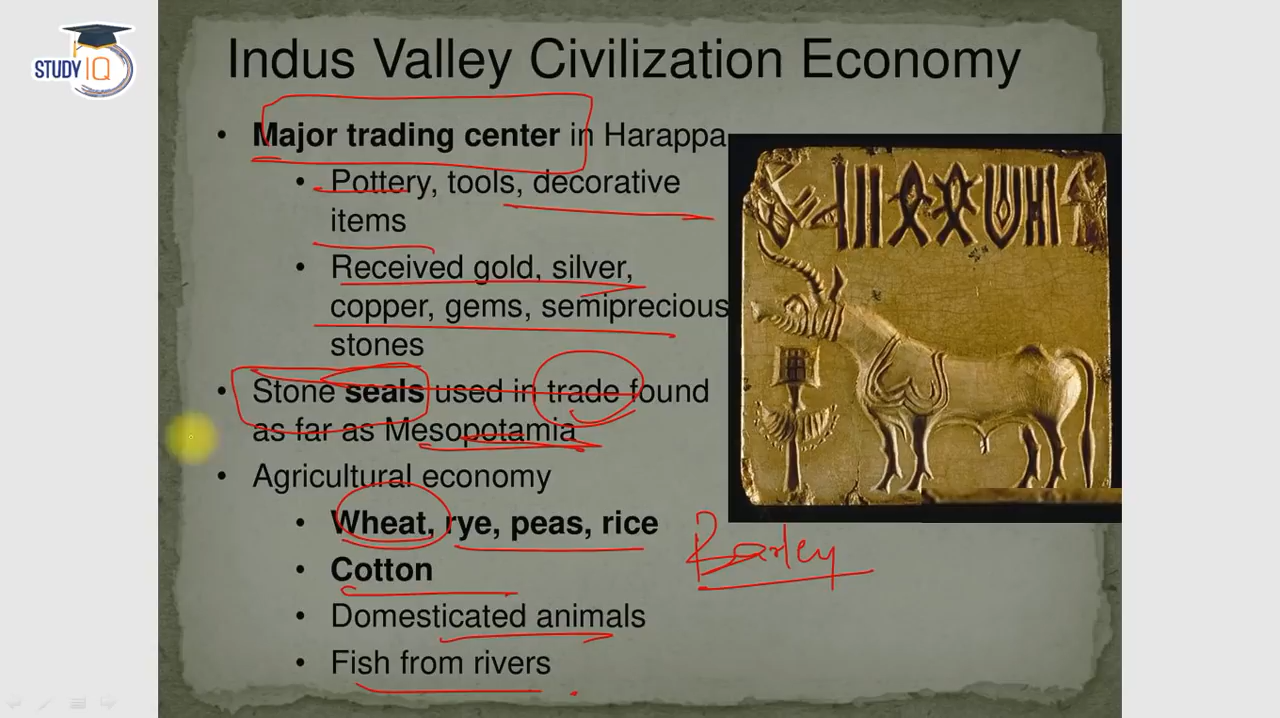 STUDY IQ
Indus Valley Civilization Economy
• Major trading center in Harappa
• Pottery, tools, decorative
items
• Received gold, silver,
copper, gems, semiprecious
stones
• Stone seals used in trade found
as far as Mesopotamia
• Agricultural economy
• Wheat, rye, peas, rice
Barley
• Cotton
• Domesticated animals
• Fish from rivers